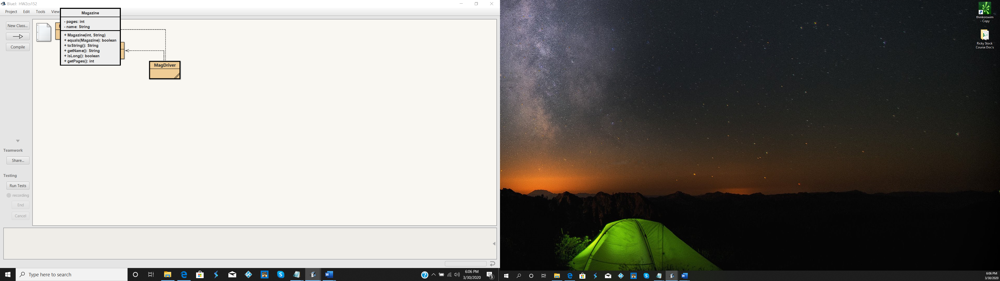 BlueJ: HW2cs152
Project Edit Tools View
Magazine
- pages: int
- name: String
+ Magazine(int, String)
+ equals(Magazine): boolean
+ toString(): String
+ getName(): String
+ isLong(): boolean
+ getPages(): int
MagDriver
New Class...
Compile
Teamwork
Share...
Testing
Run Tests
recording
End
Cancel
Type here to search
6:06 PM
3/30/2020
3
thinkorswim
- Copy
Ricky Stock
Course Doc's
6:06 PM
3/30/2020